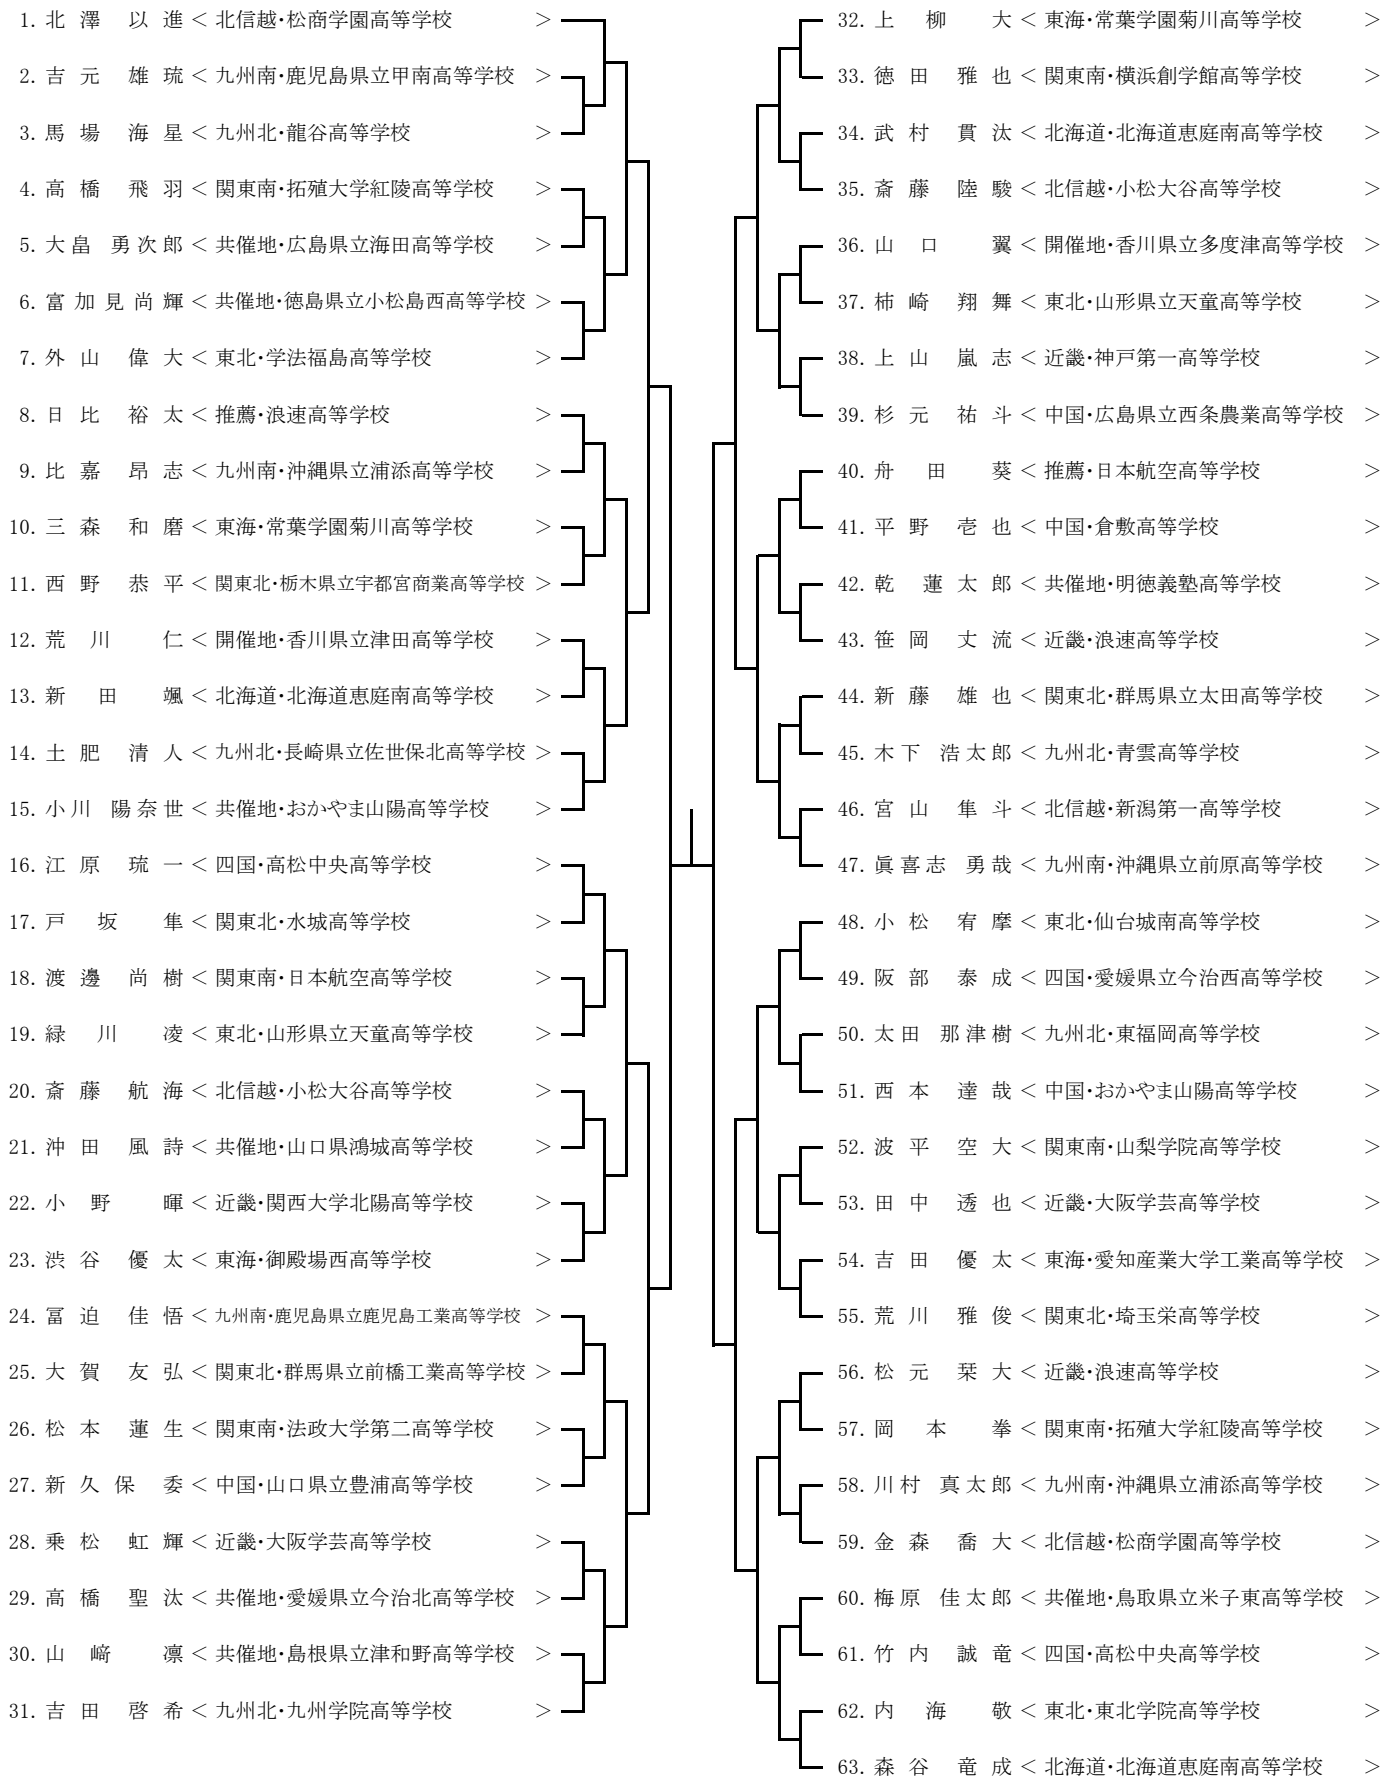 1. 北澤 以進 < 北信越・松商学園高等学校 >
2. 吉元 雄琉 < 九州南・鹿児島県立甲南高等学校 >
3. 馬場 海星 < 九州北・龍谷高等学校 >
4. 高橋 飛羽 < 関東南・拓殖大学紅陵高等学校 >
5. 大畠 勇次郎 < 共催地・広島県立海田高等学校 >
6. 富加見尚輝 < 共催地・徳島県立小松島西高等学校 >
7. 外山 偉大 < 東北・学法福島高等学校 >
8. 日比 裕太 < 推薦・浪速高等学校 >
9. 比嘉 昂志 < 九州南・沖縄県立浦添高等学校 >
10. 三森 和磨 < 東海・常葉学園菊川高等学校 >
11. 西野 恭平 < 関東北・栃木県立宇都宮商業高等学校 >
12. 荒川 仁 < 開催地・香川県立津田高等学校 >
13. 新田 颯 < 北海道・北海道恵庭南高等学校 >
14. 土肥 清人 < 九州北・長崎県立佐世保北高等学校 >
15. 小川 陽奈世 < 共催地・おかやま山陽高等学校 >
16. 江原 琉一 < 四国・高松中央高等学校 >
17. 戸坂 隼 < 関東北・水城高等学校 >
18. 渡邊 尚樹 < 関東南・日本航空高等学校 >
19. 緑川 凌 < 東北・山形県立天童高等学校 >
20. 斎藤 航海 < 北信越・小松大谷高等学校 >
21. 沖田 風詩 < 共催地・山口県鴻城高等学校 >
22. 小野 暉 < 近畿・関西大学北陽高等学校 >
23. 渋谷 優太 < 東海・御殿場西高等学校 >
24. 冨迫 佳悟 < 九州南・鹿児島県立鹿児島工業高等学校 >
25. 大賀 友弘 < 関東北・群馬県立前橋工業高等学校 >
26. 松本 蓮生 < 関東南・法政大学第二高等学校 >
27. 新久保 委 < 中国・山口県立豊浦高等学校 >
28. 乗松 虹輝 < 近畿・大阪学芸高等学校 >
29. 高橋 聖汰 < 共催地・愛媛県立今治北高等学校 >
30. 山﨑 凛 < 共催地・島根県立津和野高等学校 >
31. 吉田 啓希 < 九州北・九州学院高等学校 >
32. 上柳 大 < 東海・常葉学園菊川高等学校 >
33. 徳田 雅也 < 関東南・横浜創学館高等学校 >
34. 武村 貫汰 < 北海道・北海道恵庭南高等学校 >
35. 斎藤 陸駿 < 北信越・小松大谷高等学校 >
36. 山口 翼 < 開催地・香川県立多度津高等学校 >
37. 柿崎 翔舞 < 東北・山形県立天童高等学校 >
38. 上山 嵐志 < 近畿・神戸第一高等学校 >
39. 杉元 祐斗 < 中国・広島県立西条農業高等学校 >
40. 舟田 葵 < 推薦・日本航空高等学校 >
41. 平野 壱也 < 中国・倉敷高等学校 >
42. 乾 蓮太郎 < 共催地・明徳義塾高等学校 >
43. 笹岡 丈流 < 近畿・浪速高等学校 >
44. 新藤 雄也 < 関東北・群馬県立太田高等学校 >
45. 木下 浩太郎 < 九州北・青雲高等学校 >
46. 宮山 隼斗 < 北信越・新潟第一高等学校 >
47. 眞喜志 勇哉 < 九州南・沖縄県立前原高等学校 >
48. 小松 宥摩 < 東北・仙台城南高等学校 >
49. 阪部 泰成 < 四国・愛媛県立今治西高等学校 >
50. 太田 那津樹 < 九州北・東福岡高等学校 >
51. 西本 達哉 < 中国・おかやま山陽高等学校 >
52. 波平 空大 < 関東南・山梨学院高等学校 >
53. 田中 透也 < 近畿・大阪学芸高等学校 >
54. 吉田 優太 < 東海・愛知産業大学工業高等学校 >
55. 荒川 雅俊 < 関東北・埼玉栄高等学校 >
56. 松元 栞大 < 近畿・浪速高等学校 >
57. 岡本 拳 < 関東南・拓殖大学紅陵高等学校 >
58. 川村 真太郎 < 九州南・沖縄県立浦添高等学校 >
59. 金森 喬大 < 北信越・松商学園高等学校 >
60. 梅原 佳太郎 < 共催地・鳥取県立米子東高等学校 >
61. 竹内 誠竜 < 四国・高松中央高等学校 >
62. 内海 敬 < 東北・東北学院高等学校 >
63. 森谷 竜成 < 北海道・北海道恵庭南高等学校 >